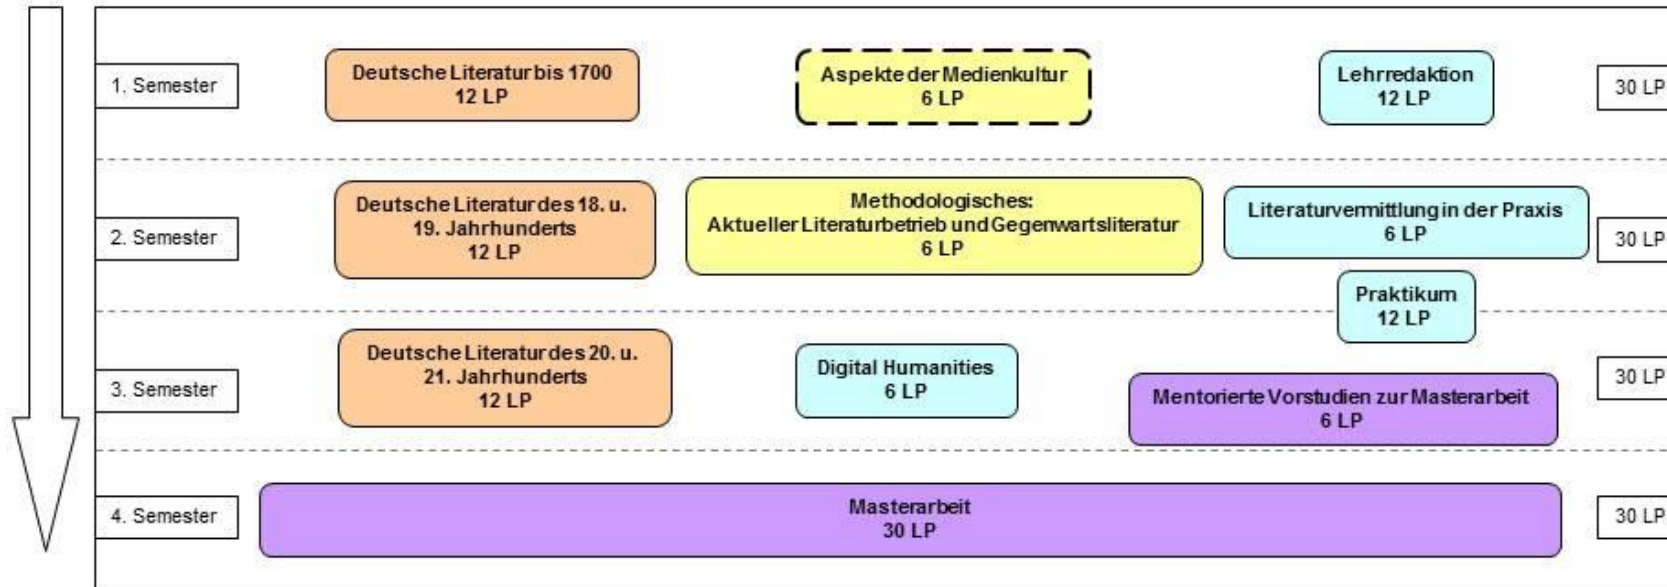 1. Semester
Deutsche Literatur bis 1700
12 LP
Aspekte der Medienkultur
6 LP
Lehrredaktion
12 LP
30 LP
2. Semester
Deutsche Literatur des 18. u.
19. Jahrhunderts
12 LP
Methodologisches:
Aktueller Literaturbetrieb und Gegenwartsliteratur
6 LP
Literaturvermittlung in der Praxis
6 LP
30 LP
Praktikum
12 LP
3. Semester
Deutsche Literatur des 20. u.
21. Jahrhunderts
12 LP
Digital Humanities
6 LP
Mentorierte Vorstudien zur Masterarbeit
6 LP
30 LP
4. Semester
Masterarbeit
30 LP
30 LP